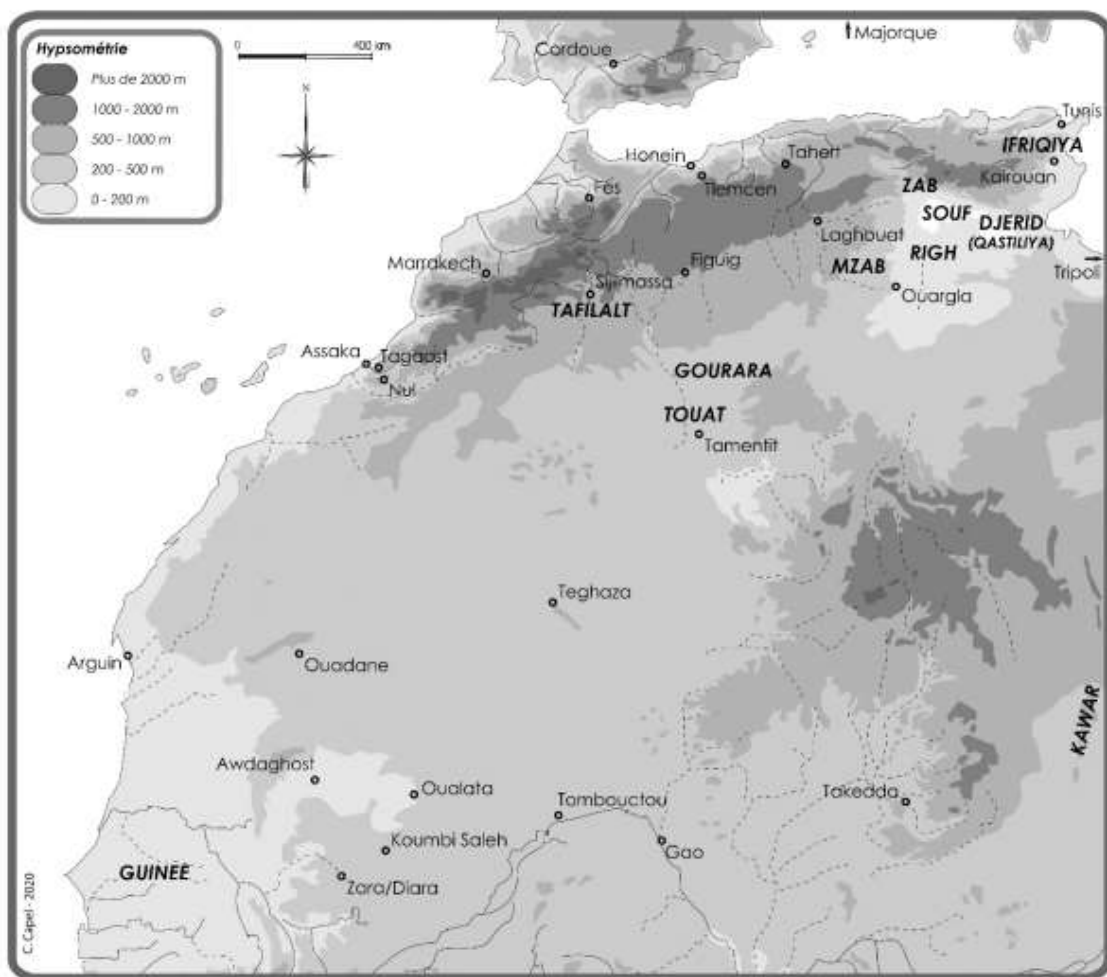 Hypsométrie
Plus de 2000 m
1000 - 2000 m
500 - 1000 m
200 - 500 m
0 - 200 m
0 400 km
N
Majorque
Cordoue
Tunis
IFRIQIYA
Kairouan
Honein
Tahert
Tlemcen
ZAB
Fès
SOUF
DJERID
(QASTILIYA)
Laghouat
RIGH
MZAB
Marrakech
Figuig
Tripoli
Sijilmassa
Ouargla
TAFILALT
Assaka
Tagaost
Nul
GOURARA
TOUAT
Tamentit
Teghaza
Arguin
Ouadane
KAWAR
Awdaghost
Oualata
Takedda
Tombouctou
Koumbi Saleh
Gao
GUINÉE
Zara/Diara
C. Capel - 2020